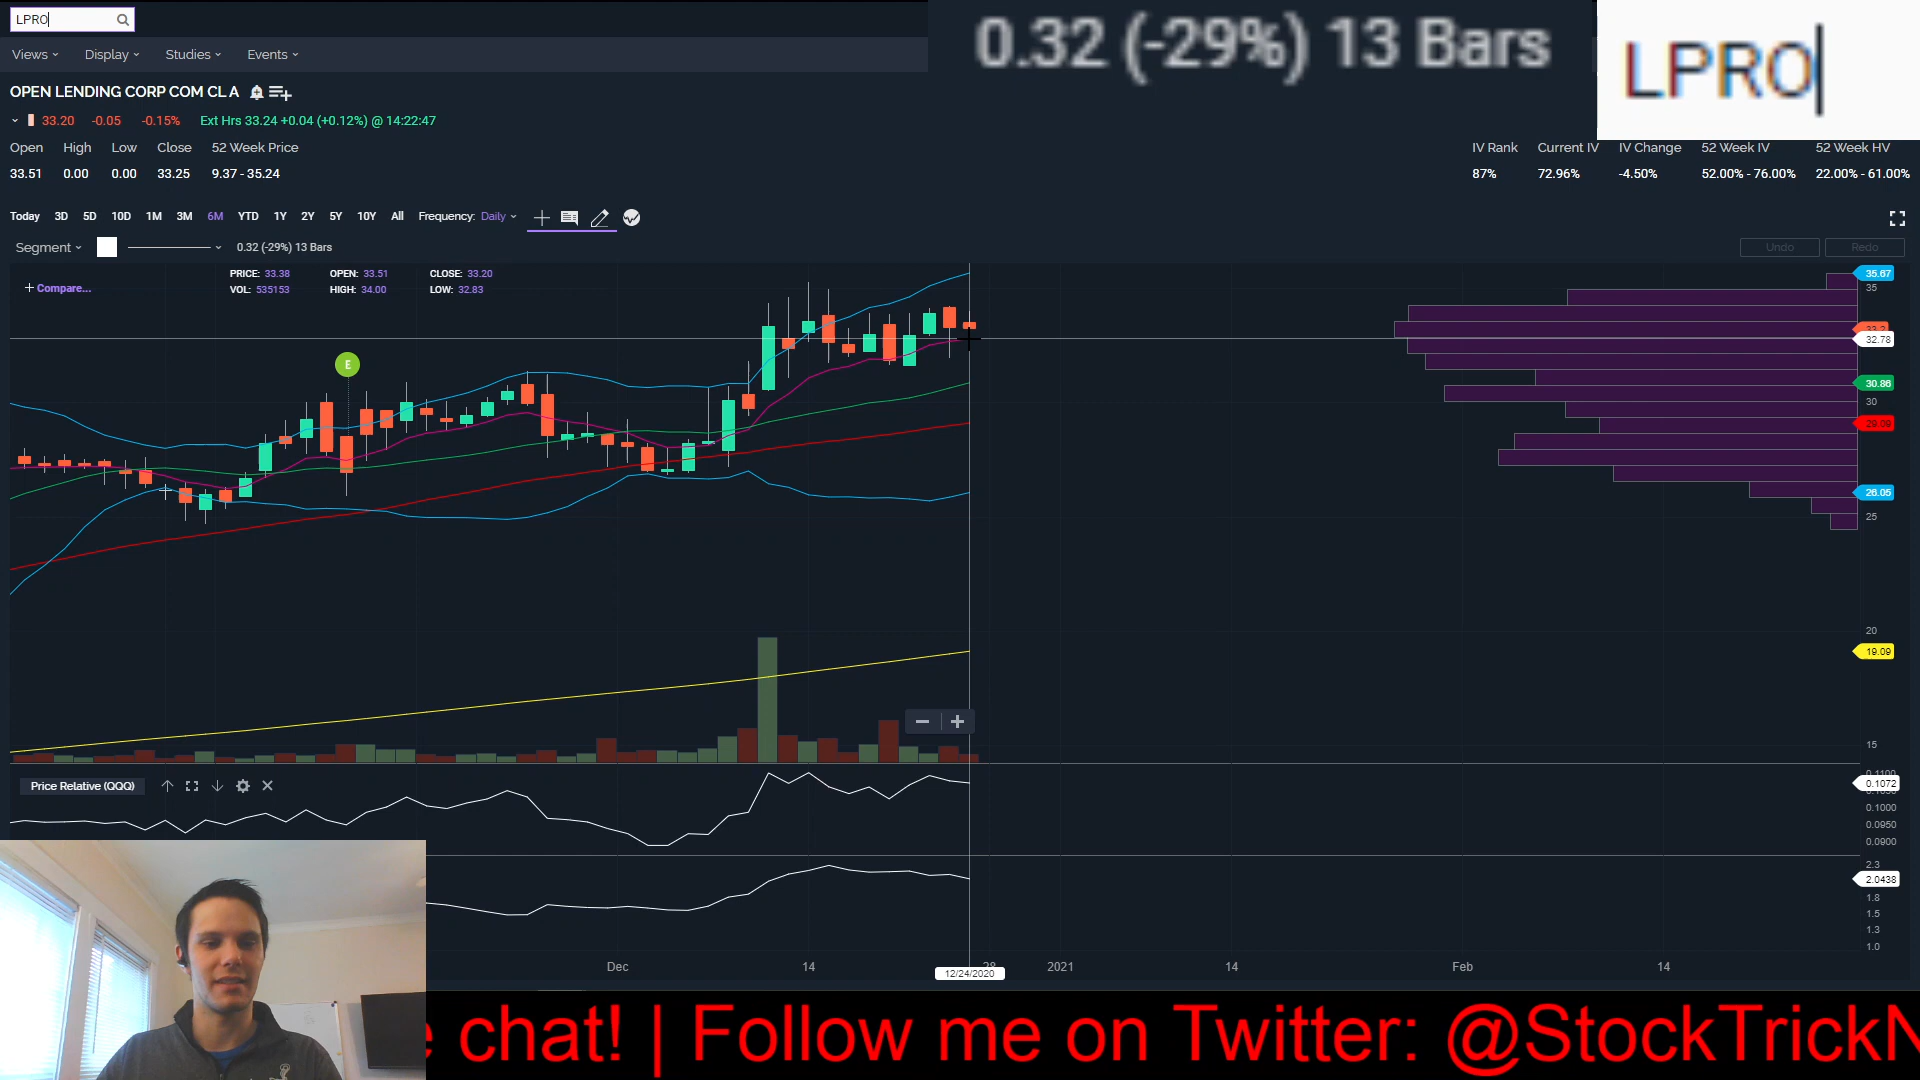 LPRO
0.32 (-29%) 13 Bars
LPRO
Views Display Studies Events
OPEN LENDING CORP COM CL A
33.20 -0.05 -0.15% Ext Hrs 33.24 +0.04 (+0.12%) @ 14:22:47
Open High Low Close 52 Week Price
IV Rank Current IV IV Change 52 Week IV 52 Week HV
33.51 0.00 0.00 33.25 9.37 - 35.24
87% 72.96% -4.50% 52.00% - 76.00% 22.00% - 61.00%
Today 3D 5D 10D 1M 3M 6M YTD 1Y 2Y 5Y 10Y All Frequency: Daily
Segment 0.32 (-29%) 13 Bars
Undo Redo
PRICE: 33.38 OPEN: 33.51 CLOSE: 33.20
VOL: 535153 HIGH: 34.00 LOW: 32.83
Compare...
E
35.67
35
32.78
30.86
30
29.09
26.05
25
20
19.09
15
Price Relative (QQQ)
0.1072
0.1000
0.0950
0.0900
2.3
2.0438
1.8
1.5
1.3
1.0
Dec 14 28 2021 14 Feb 14
12/24/2020
chat! | Follow me on Twitter: @StockTrickN